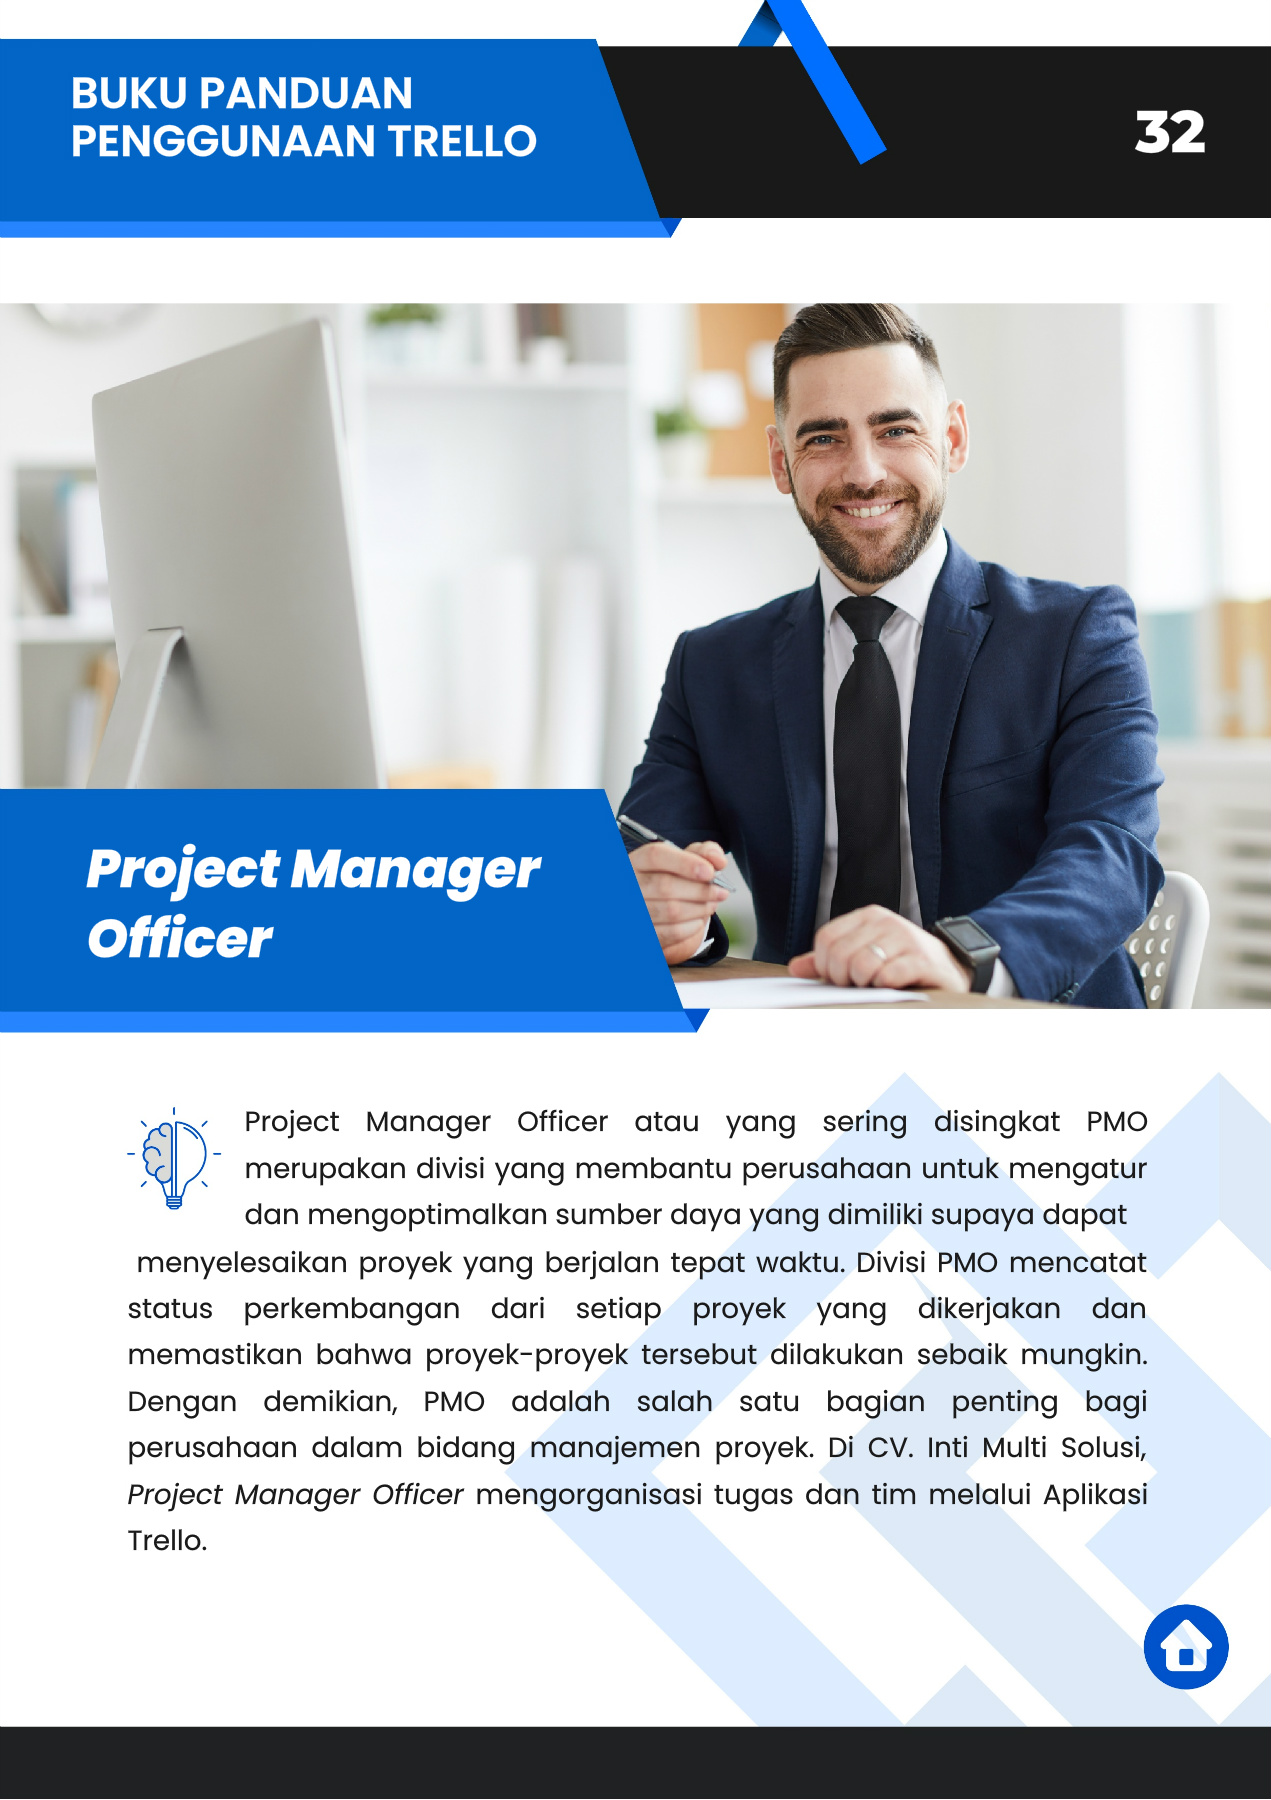 BUKU PANDUAN
PENGGUNAAN TRELLO
32
Project Manager
Officer
Project Manager Officer atau yang sering disingkat PMO
merupakan divisi yang membantu perusahaan untuk mengatur
dan mengoptimalkan sumber daya yang dimiliki supaya dapat
menyelesaikan proyek yang berjalan tepat waktu. Divisi PMO mencatat
status perkembangan dari setiap proyek yang dikerjakan dan
memastikan bahwa proyek-proyek tersebut dilakukan sebaik mungkin.
Dengan demikian, PMO adalah salah satu bagian penting bagi
perusahaan dalam bidang manajemen proyek. Di CV. Inti Multi Solusi,
Project Manager Officer mengorganisasi tugas dan tim melalui Aplikasi
Trello.